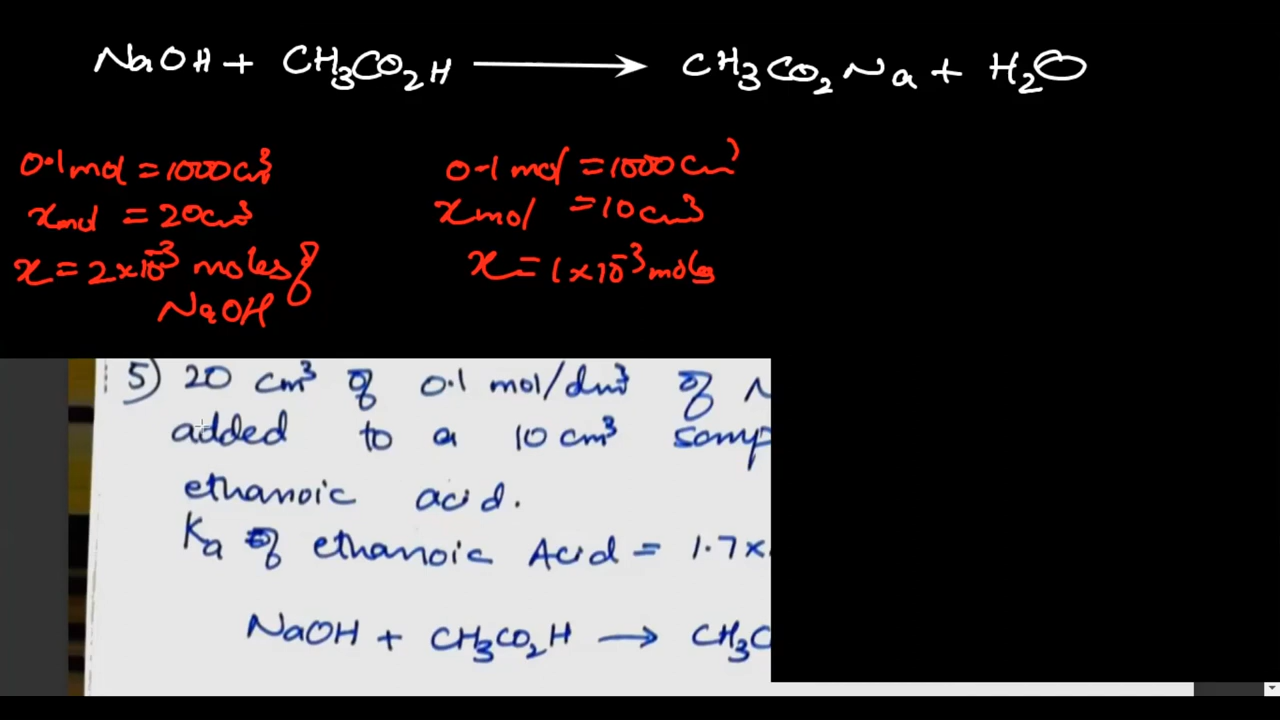 NaOH + CH₃CO₂H ⟶ CH₃CO₂Na + H₂O
0.1 mol = 1000 cm³
x mol = 20 cm³
x = 2×10⁻³ moles of
NaOH
0.1 mol = 1000 cm³
x mol = 10 cm³
x = 1×10⁻³ moles
5) 20 cm³ of 0.1 mol/dm³ of
added to a 10 cm³
ethanoic acid.
Ka of ethanoic Acid = 1.7×
NaOH + CH₃CO₂H →